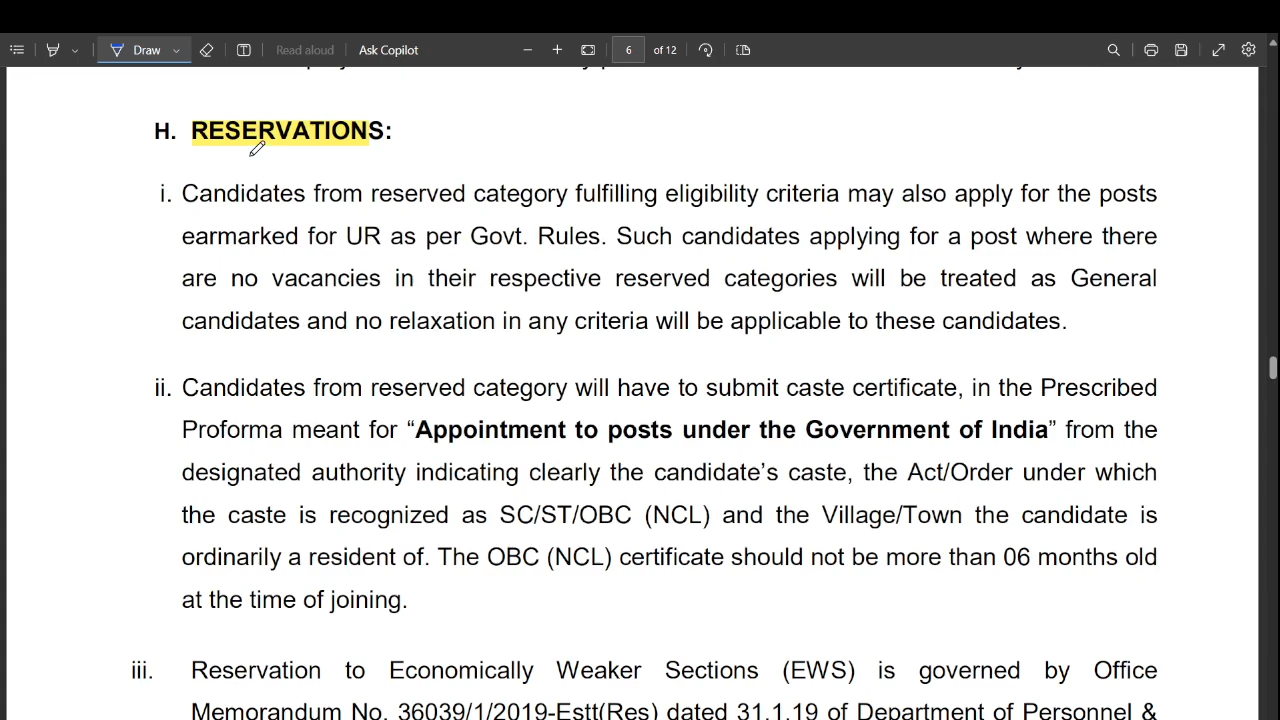 Draw
Read aloud
Ask Copilot
6
of 12
H. RESERVATIONS:
i. Candidates from reserved category fulfilling eligibility criteria may also apply for the posts
earmarked for UR as per Govt. Rules. Such candidates applying for a post where there
are no vacancies in their respective reserved categories will be treated as General
candidates and no relaxation in any criteria will be applicable to these candidates.
ii. Candidates from reserved category will have to submit caste certificate, in the Prescribed
Proforma meant for “Appointment to posts under the Government of India” from the
designated authority indicating clearly the candidate’s caste, the Act/Order under which
the caste is recognized as SC/ST/OBC (NCL) and the Village/Town the candidate is
ordinarily a resident of. The OBC (NCL) certificate should not be more than 06 months old
at the time of joining.
iii. Reservation to Economically Weaker Sections (EWS) is governed by Office
Memorandum No. 36039/1/2019-Estt(Res) dated 31.1.19 of Department of Personnel &